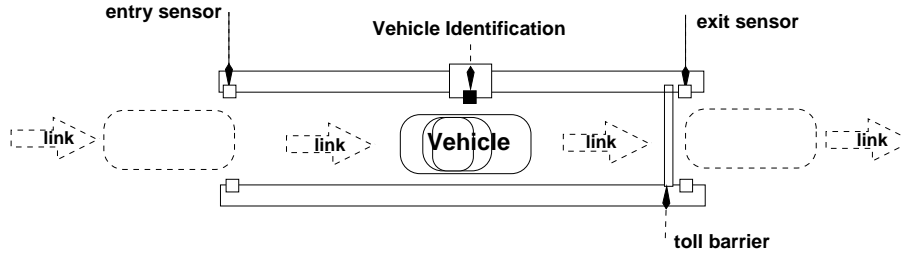 entry sensor
Vehicle Identification
exit sensor
link
link
Vehicle
link
link
toll barrier